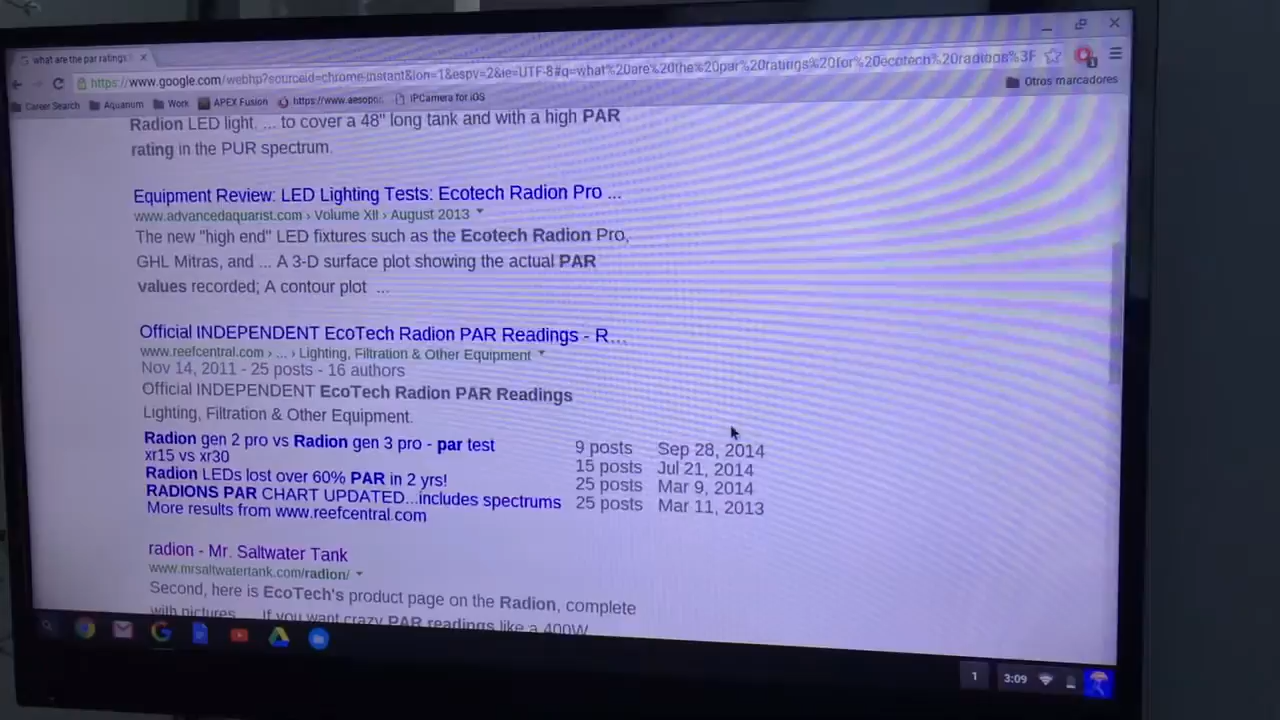 what are the par ratings
https://www.google.com/webhp?sourceid=chrome-instant&ion=1&espv=2&ie=UTF-8#q=what%20are%20the%20par%20ratings%20for%20ecotech%20radiions%3F
Career Search Aquarium Work APEX Fusion https://www.aesopo... IPCamera for iOS Otros marcadores
Radion LED light. ... to cover a 48" long tank and with a high PAR
rating in the PUR spectrum.
Equipment Review: LED Lighting Tests: Ecotech Radion Pro ...
www.advancedaquarist.com › Volume XII › August 2013
The new "high end" LED fixtures such as the Ecotech Radion Pro,
GHL Mitras, and ... A 3-D surface plot showing the actual PAR
values recorded; A contour plot ...
Official INDEPENDENT EcoTech Radion PAR Readings - R...
www.reefcentral.com › ... › Lighting, Filtration & Other Equipment
Nov 14, 2011 - 25 posts - 16 authors
Official INDEPENDENT EcoTech Radion PAR Readings
Lighting, Filtration & Other Equipment.
Radion gen 2 pro vs Radion gen 3 pro - par test 9 posts Sep 28, 2014
xr15 vs xr30 15 posts Jul 21, 2014
Radion LEDs lost over 60% PAR in 2 yrs! 25 posts Mar 9, 2014
RADIONS PAR CHART UPDATED...includes spectrums 25 posts Mar 11, 2013
More results from www.reefcentral.com
radion - Mr. Saltwater Tank
www.mrsaltwatertank.com/radion/
Second, here is EcoTech's product page on the Radion, complete
with pictures. ... If you want crazy PAR readings like a 400W
1 3:09